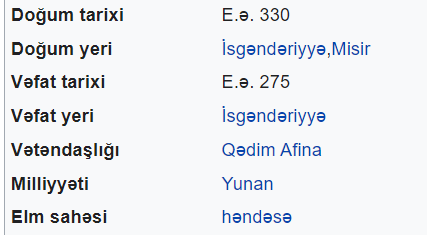 Doğum tarixi E.ə. 330
Doğum yeri İsgəndəriyyə,Misir
Vəfat tarixi E.ə. 275
Vəfat yeri İsgəndəriyyə
Vətəndaşlığı Qədim Afina
Milliyyəti Yunan
Elm sahəsi həndəsə